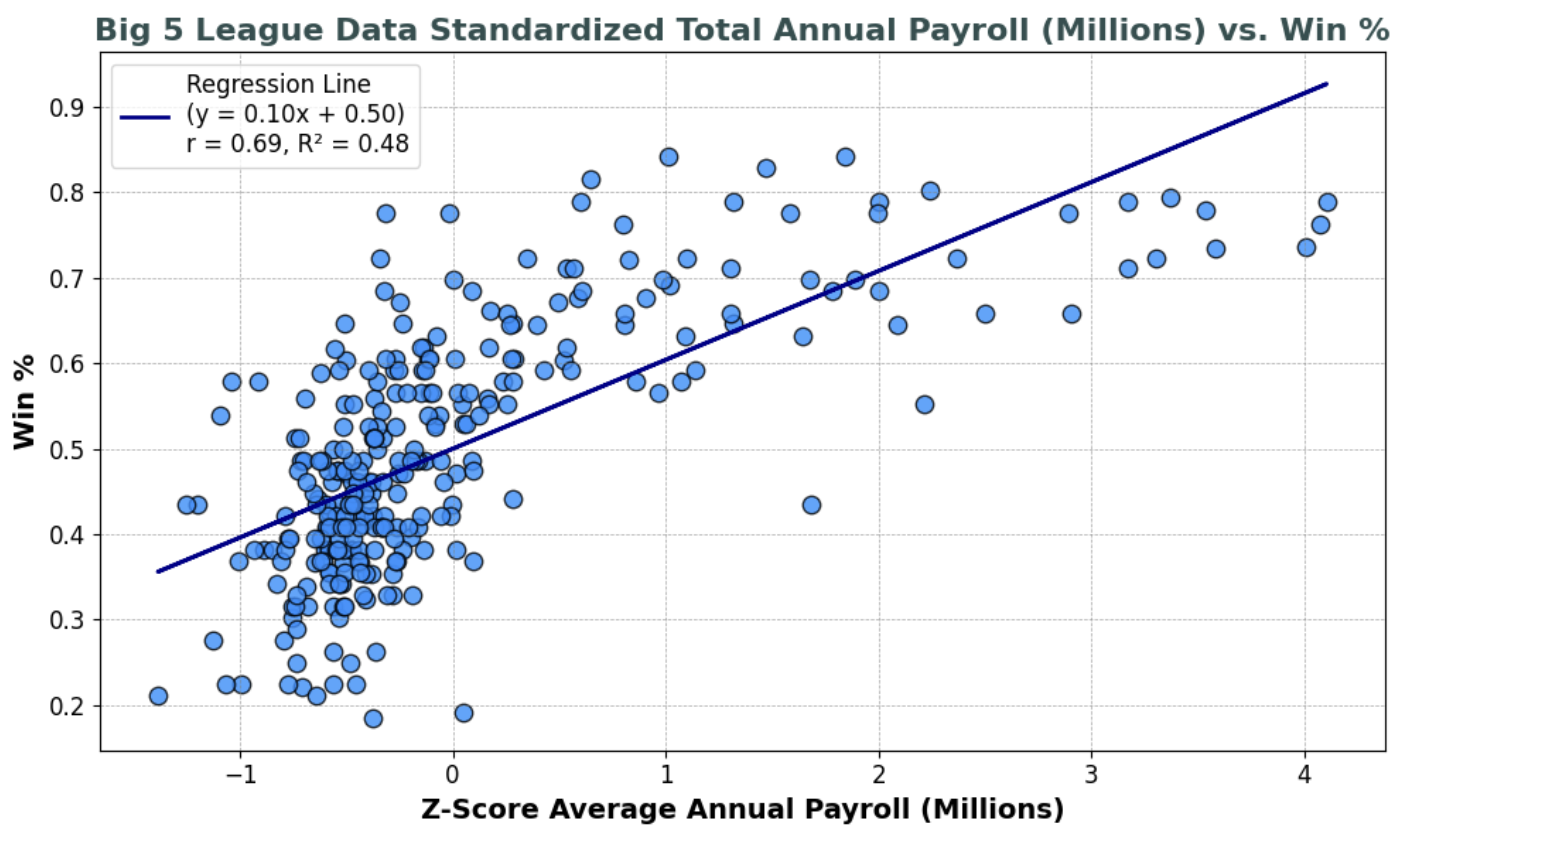 Big 5 League Data Standardized Total Annual Payroll (Millions) vs. Win %
Regression Line
(y = 0.10x + 0.50)
r = 0.69, R² = 0.48
Win %
0.9
0.8
0.7
0.6
0.5
0.4
0.3
0.2
−1
0
1
2
3
4
Z-Score Average Annual Payroll (Millions)